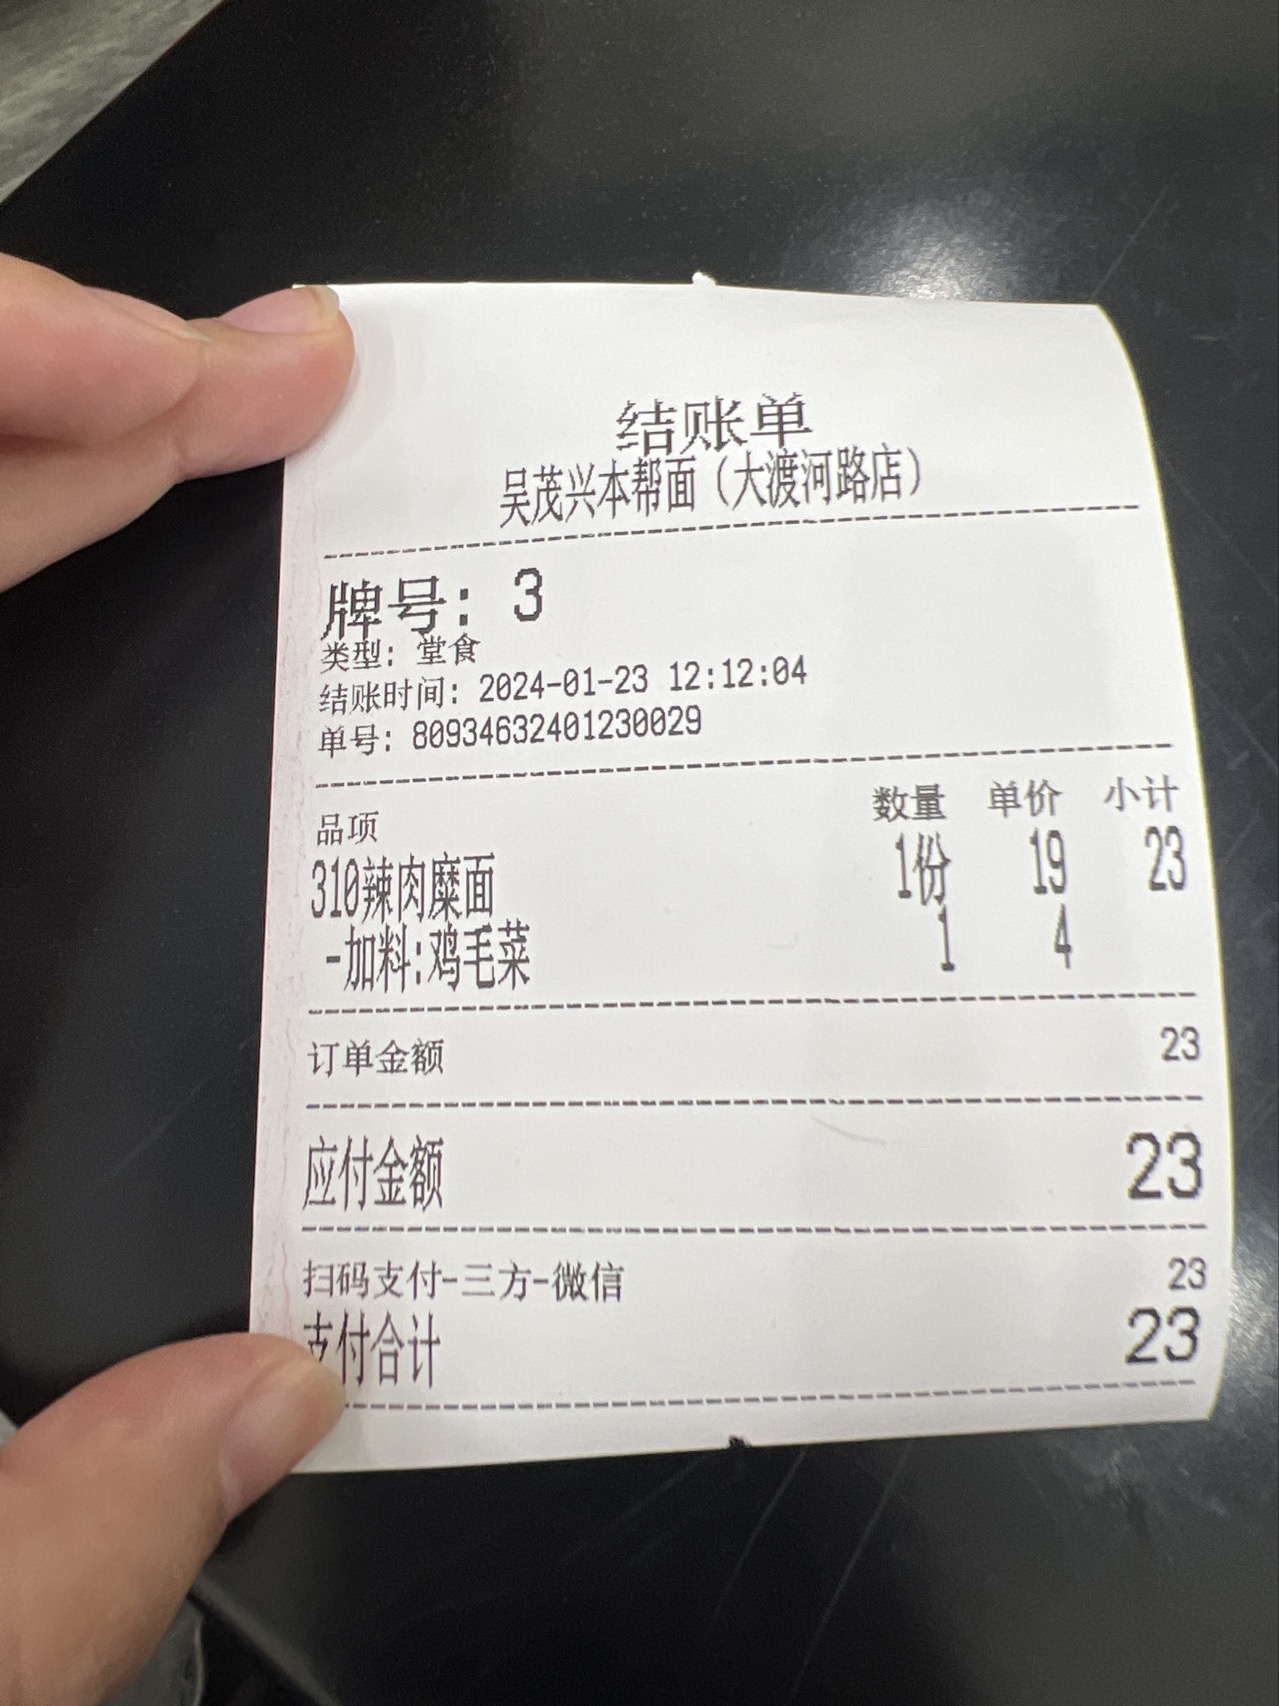 结账单
吴茂兴本帮面（大渡河路店）
牌号: 3
类型: 堂食
结账时间: 2024-01-23 12:12:04
单号: 80934632401230029
品项 数量 单价 小计
310辣肉糜面 1份 19 23
-加料:鸡毛菜 1 4
订单金额 23
应付金额 23
扫码支付-三方-微信 23
支付合计 23